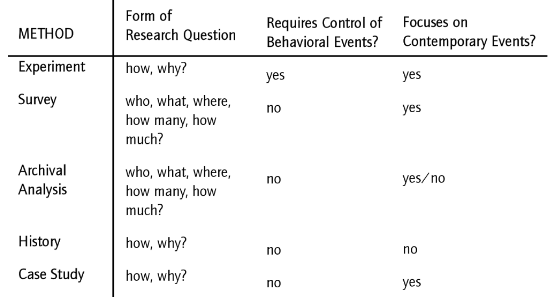 METHOD Form of Research Question Requires Control of Behavioral Events? Focuses on Contemporary Events?
Experiment how, why? yes yes
Survey who, what, where, no yes
how many, how
much?
Archival who, what, where, no yes/no
Analysis how many, how
much?
History how, why? no no
Case Study how, why? no yes